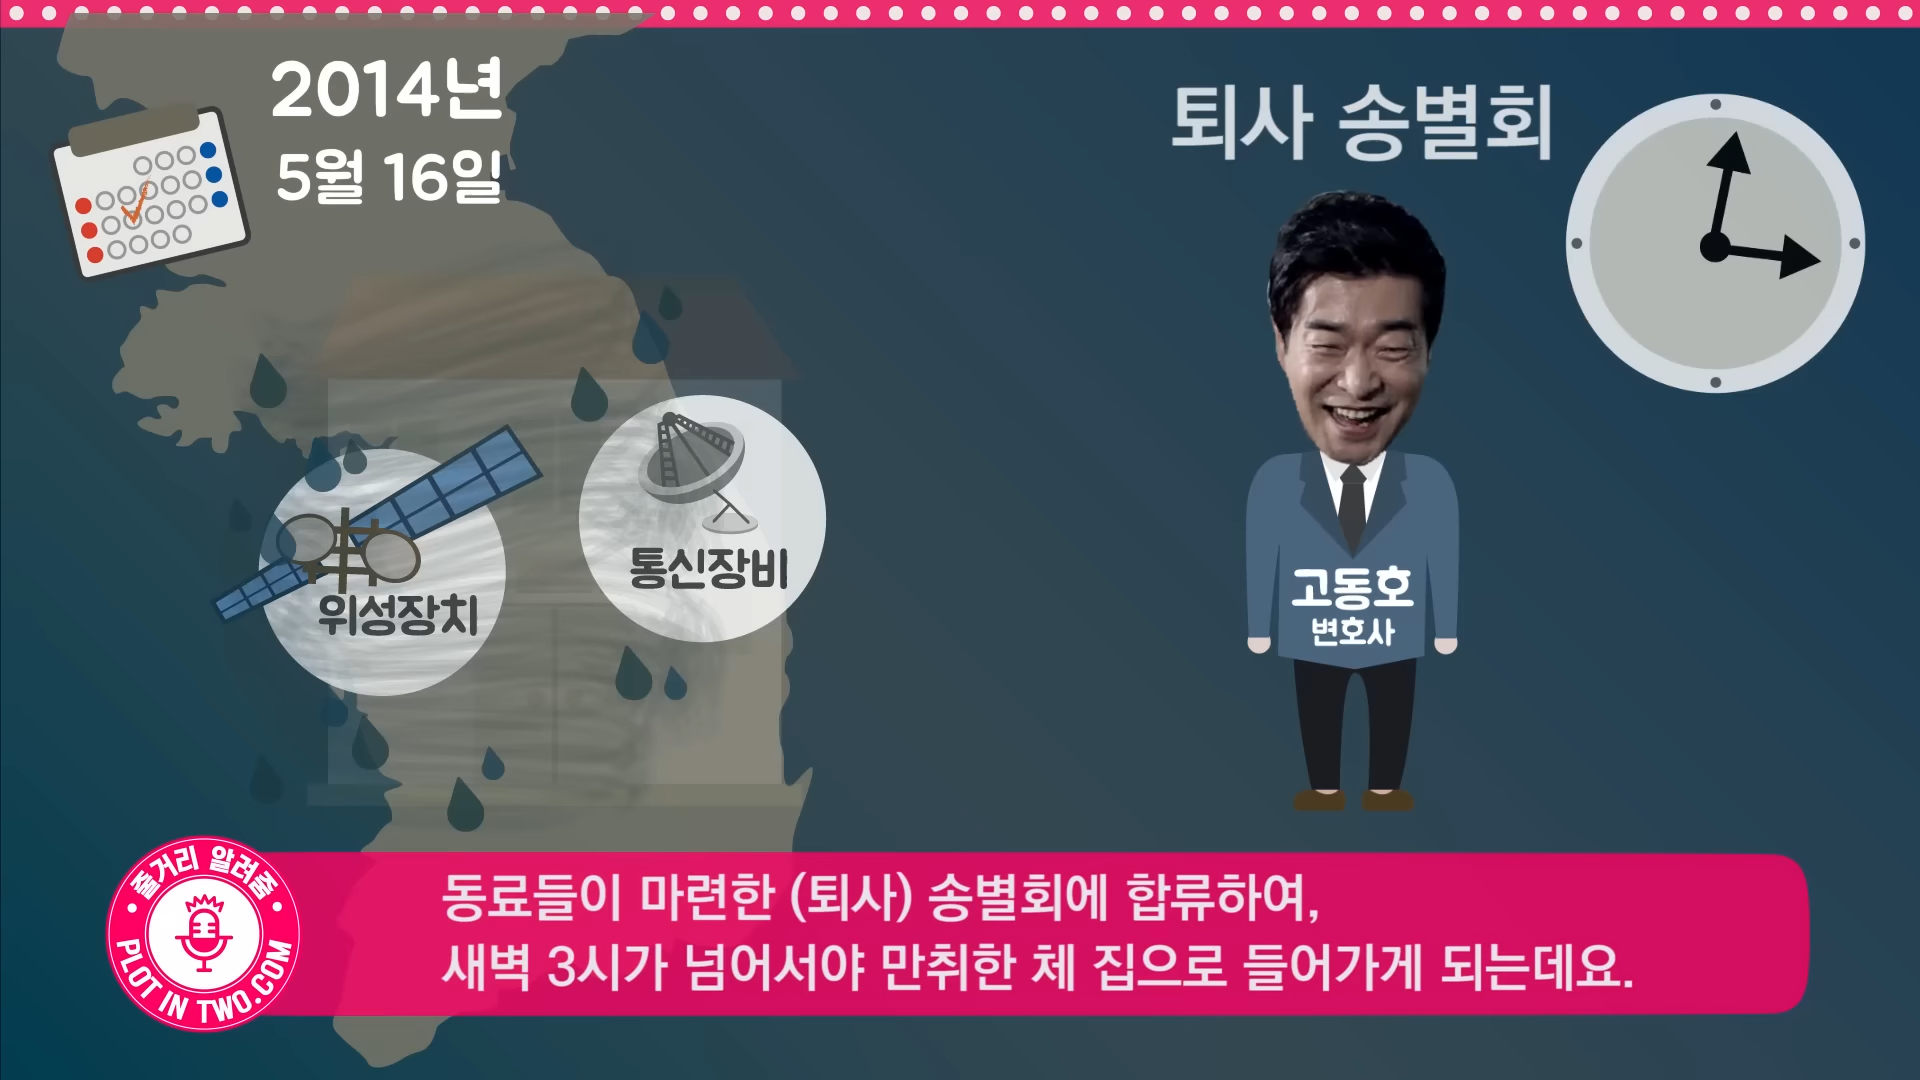 2014년
5월 16일
퇴사 송별회
위성장치
통신장비
고동호
변호사
줄거리 알려줌
PLOT IN TWO.COM
동료들이 마련한 (퇴사) 송별회에 합류하여,
새벽 3시가 넘어서야 만취한 체 집으로 들어가게 되는데요.